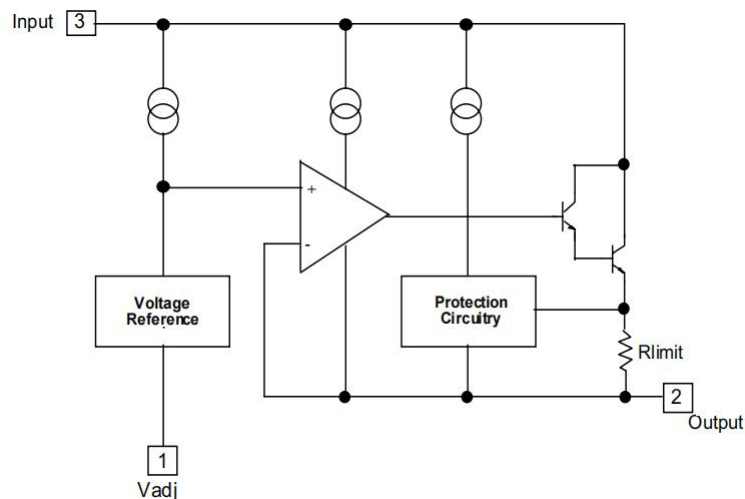 Input 3
+
-
Voltage
Reference
Protection
Circuitry
Rlimit
2
Output
1
Vadj